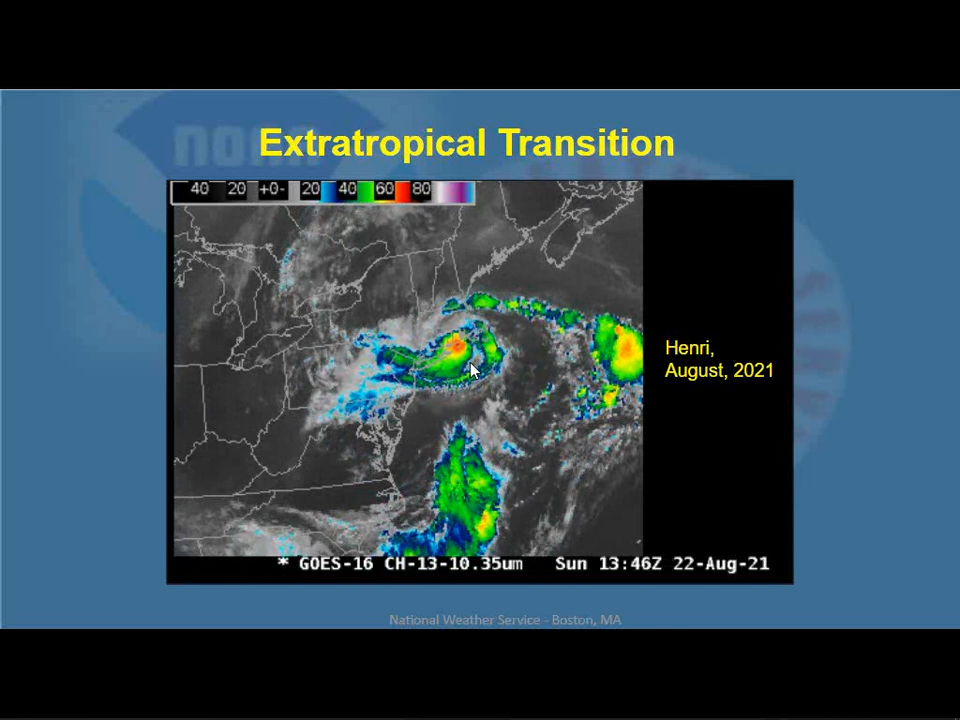 noaa
Extratropical Transition
40 20 +0- 20 40 60 80
Henri,
August, 2021
* GOES-16 CH-13-10.35um Sun 13:46Z 22-Aug-21
National Weather Service - Boston, MA